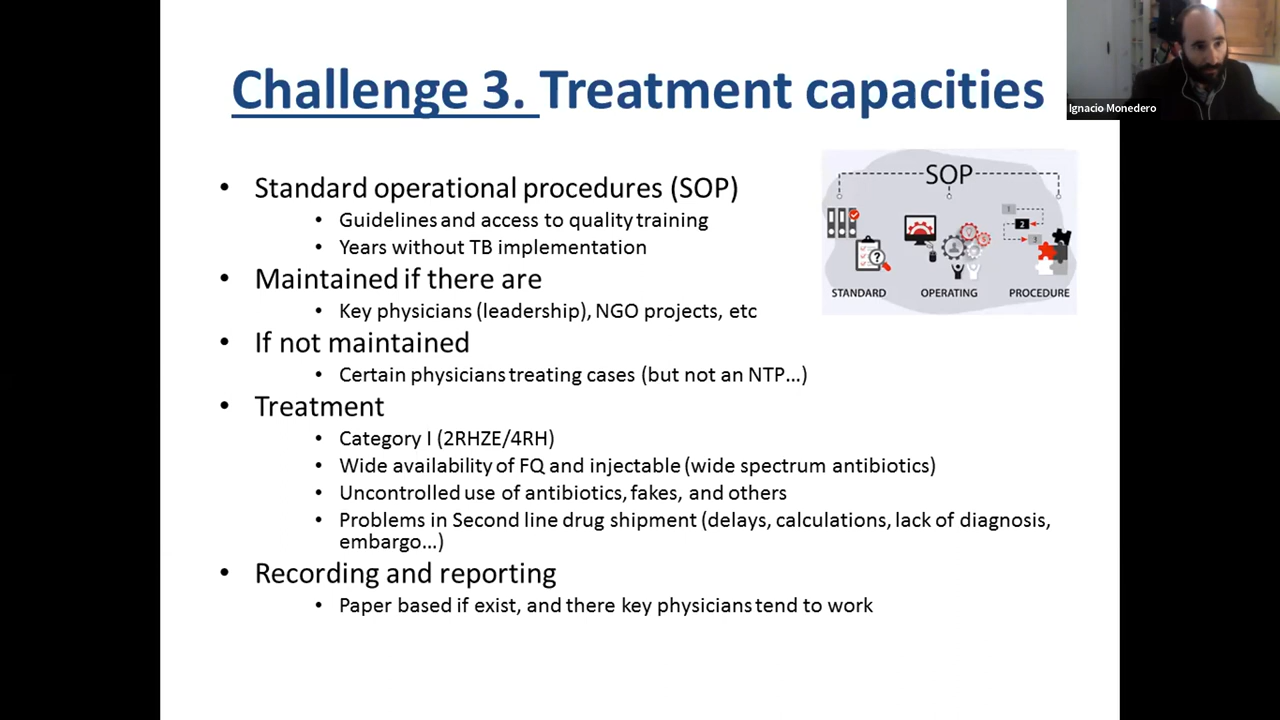 Challenge 3. Treatment capacities
Ignacio Monedero
• Standard operational procedures (SOP)
• Guidelines and access to quality training
• Years without TB implementation
SOP
1
2
3
STANDARD
OPERATING
PROCEDURE
• Maintained if there are
• Key physicians (leadership), NGO projects, etc
• If not maintained
• Certain physicians treating cases (but not an NTP...)
• Treatment
• Category I (2RHZE/4RH)
• Wide availability of FQ and injectable (wide spectrum antibiotics)
• Uncontrolled use of antibiotics, fakes, and others
• Problems in Second line drug shipment (delays, calculations, lack of diagnosis,
embargo...)
• Recording and reporting
• Paper based if exist, and there key physicians tend to work